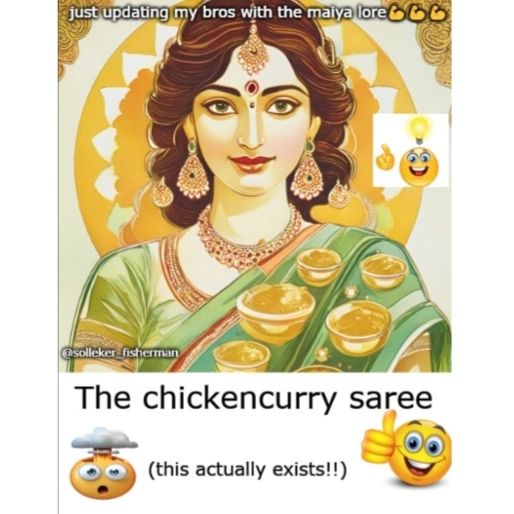 just updating my bros with the maiya lore💪💪💪
@solleker_fisherman
The chickencurry saree
(this actually exists!!)